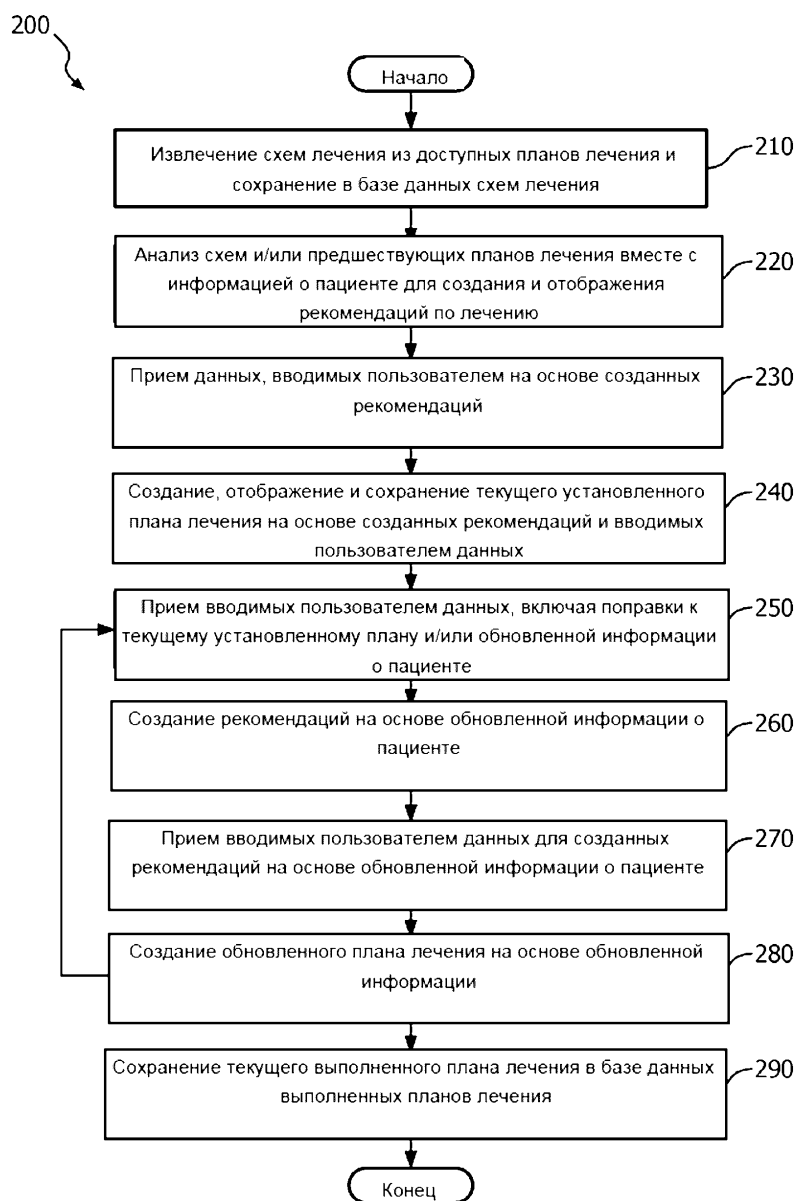 200
Начало
Извлечение схем лечения из доступных планов лечения и
сохранение в базе данных схем лечения
210
Анализ схем и/или предшествующих планов лечения вместе с
информацией о пациенте для создания и отображения
рекомендаций по лечению
220
Прием данных, вводимых пользователем на основе созданных
рекомендаций
230
Создание, отображение и сохранение текущего установленного
плана лечения на основе созданных рекомендаций и вводимых
пользователем данных
240
Прием вводимых пользователем данных, включая поправки к
текущему установленному плану и/или обновленной информации
о пациенте
250
Создание рекомендаций на основе обновленной информации о
пациенте
260
Прием вводимых пользователем данных для созданных
рекомендаций на основе обновленной информации о пациенте
270
Создание обновленного плана лечения на основе обновленной
информации
280
Сохранение текущего выполненного плана лечения в базе данных
выполненных планов лечения
290
Конец